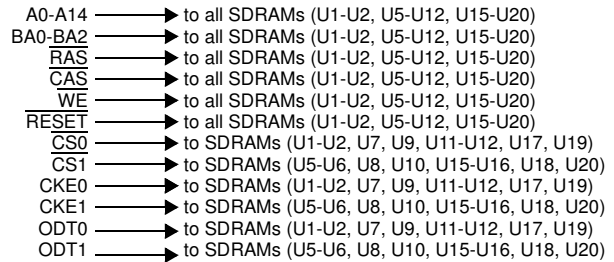 A0-A14 to all SDRAMs (U1-U2, U5-U12, U15-U20)
BA0-BA2 to all SDRAMs (U1-U2, U5-U12, U15-U20)
RAS to all SDRAMs (U1-U2, U5-U12, U15-U20)
CAS to all SDRAMs (U1-U2, U5-U12, U15-U20)
WE to all SDRAMs (U1-U2, U5-U12, U15-U20)
RESET to all SDRAMs (U1-U2, U5-U12, U15-U20)
CS0 to SDRAMs (U1-U2, U7, U9, U11-U12, U17, U19)
CS1 to SDRAMs (U5-U6, U8, U10, U15-U16, U18, U20)
CKE0 to SDRAMs (U1-U2, U7, U9, U11-U12, U17, U19)
CKE1 to SDRAMs (U5-U6, U8, U10, U15-U16, U18, U20)
ODT0 to SDRAMs (U1-U2, U7, U9, U11-U12, U17, U19)
ODT1 to SDRAMs (U5-U6, U8, U10, U15-U16, U18, U20)